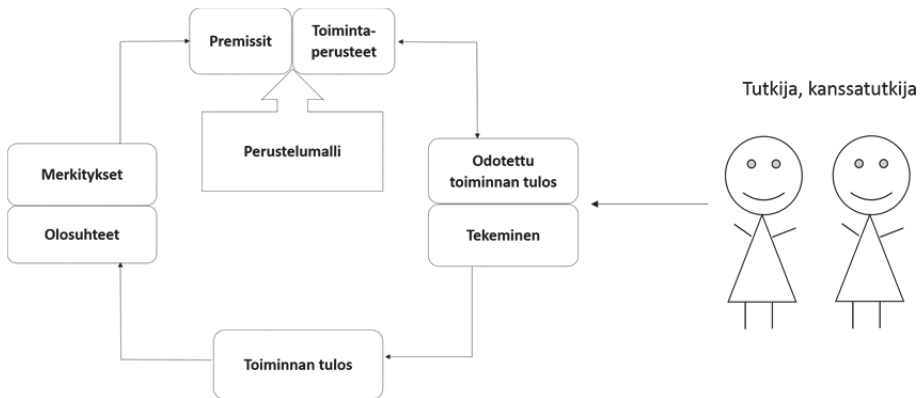 Premissit
Toiminta-
perusteet
Tutkija, kanssatutkija
Perustelumalli
Merkitykset
Odotettu
toiminnan tulos
Olosuhteet
Tekeminen
Toiminnan tulos